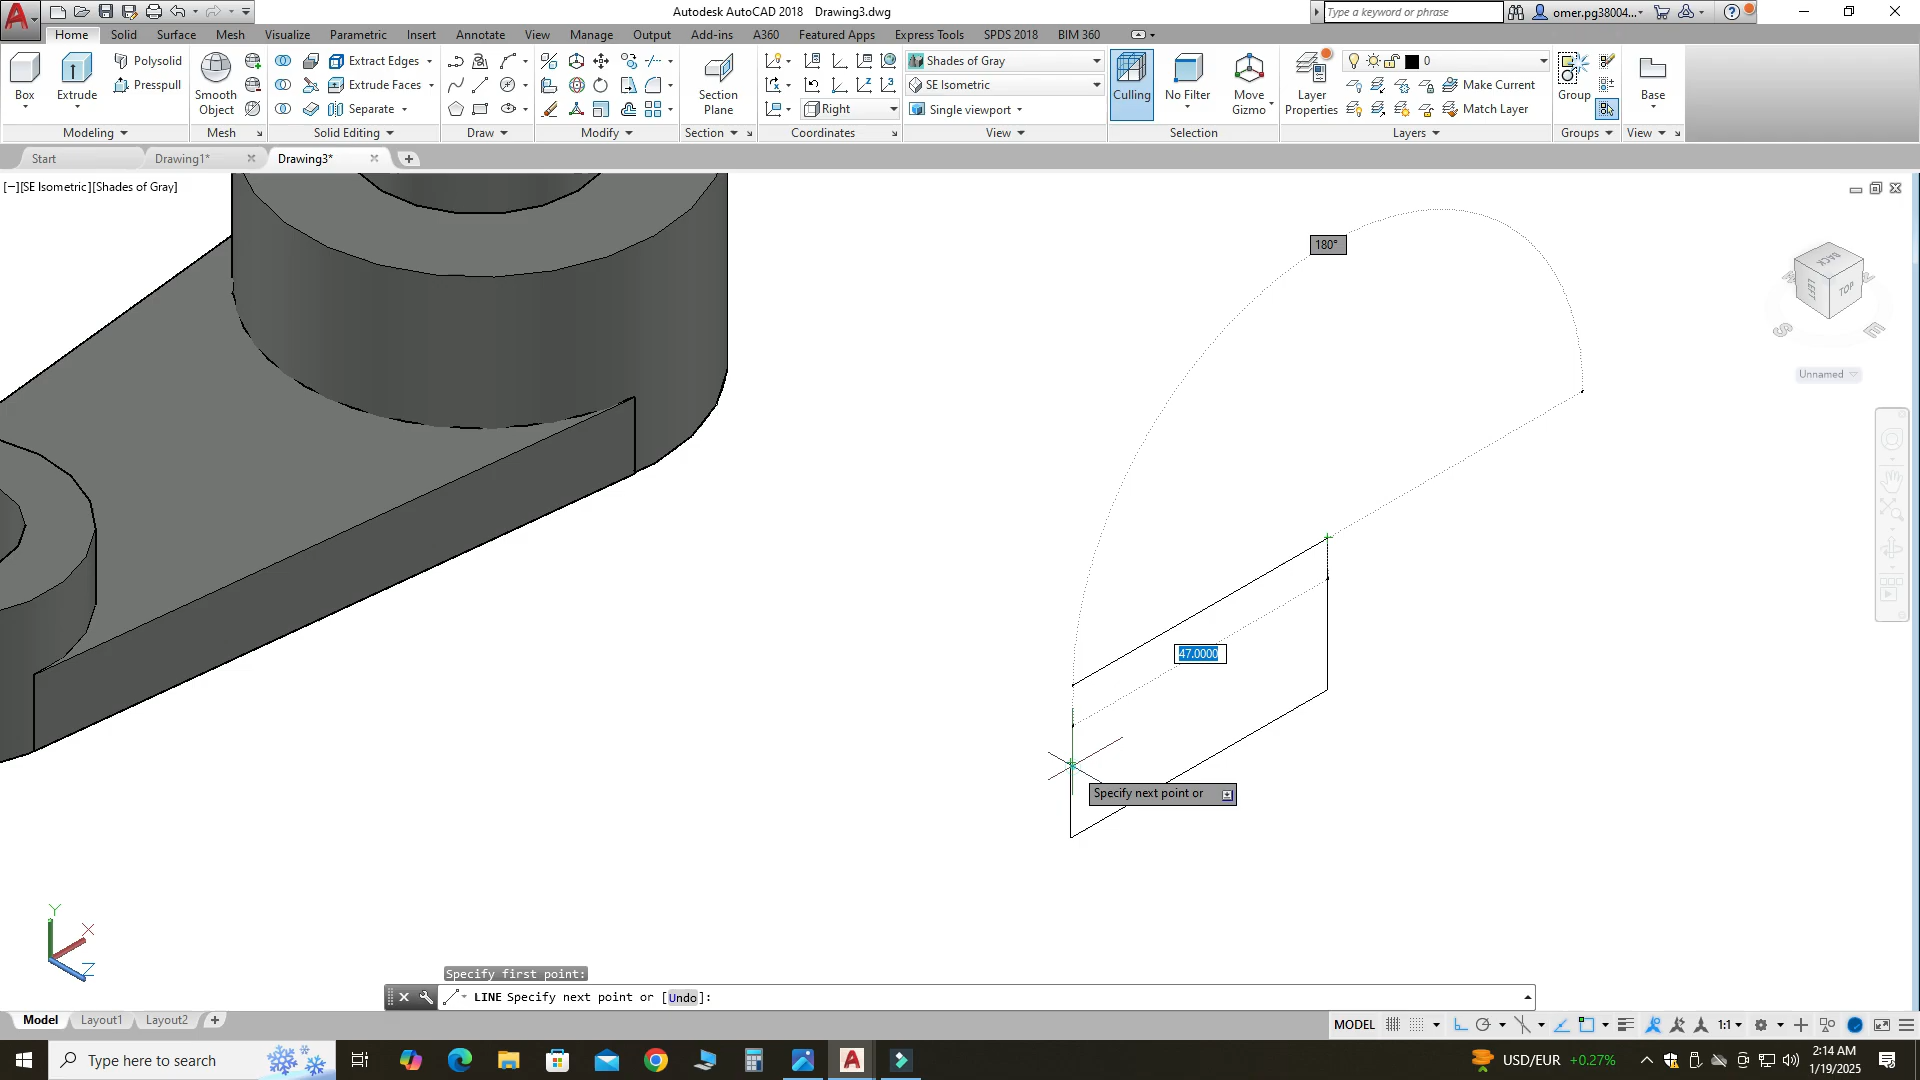 Autodesk AutoCAD 2018 Drawing3.dwg
Type a keyword or phrase
omer.pg38004...
Home Solid Surface Mesh Visualize Parametric Insert Annotate View Manage Output Add-ins A360 Featured Apps Express Tools SPDS 2018 BIM 360
Box
Extrude
Polysolid
Presspull
Smooth
Object
Extract Edges
Extrude Faces
Separate
Section
Plane
Right
Shades of Gray
SE Isometric
Single viewport
Culling
No Filter
Move
Gizmo
Layer
Properties
0
Make Current
Match Layer
Group
Base
Modeling Mesh Solid Editing Draw Modify Section Coordinates View Selection Layers Groups View
Start Drawing1* Drawing3*
[−][SE Isometric][Shades of Gray]
180°
BACK
LEFT
TOP
S
E
Unnamed
47.0000
Specify next point or
Y
X
Z
Specify first point:
LINE Specify next point or [Undo]:
Model Layout1 Layout2
MODEL
1:1
Type here to search
USD/EUR +0.27%
2:14 AM
1/19/2025